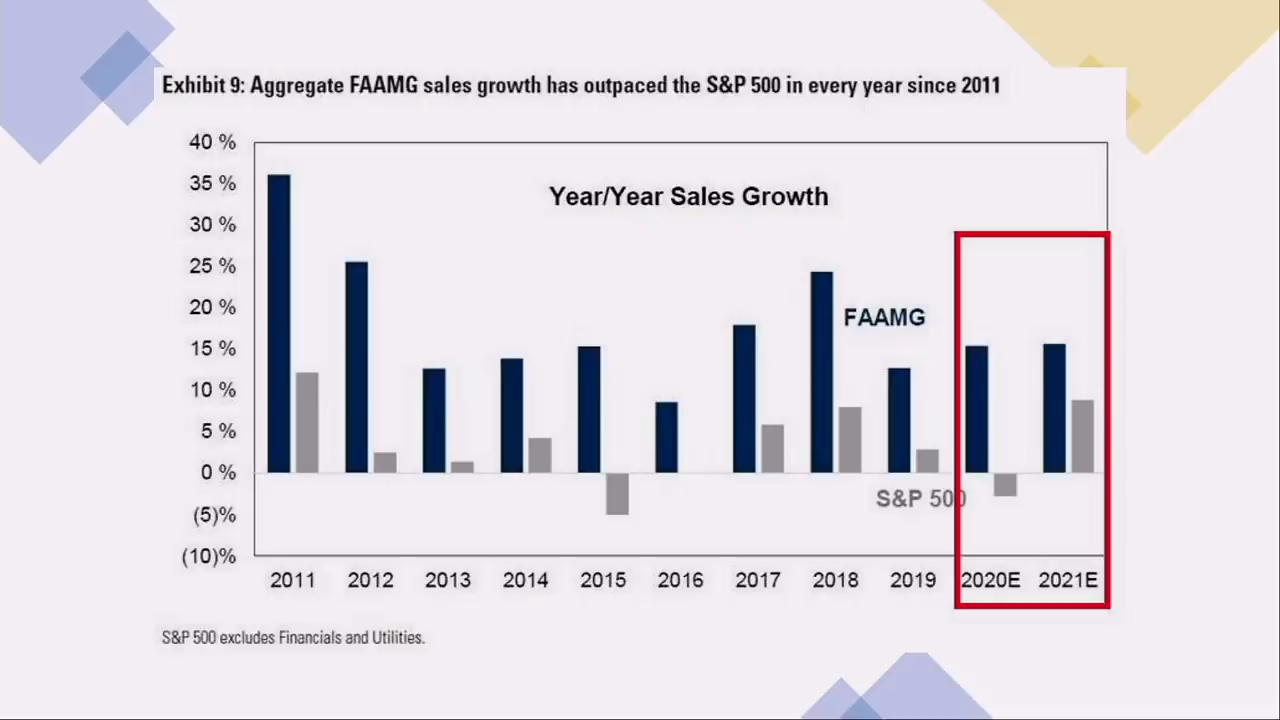 Exhibit 9: Aggregate FAAMG sales growth has outpaced the S&P 500 in every year since 2011
40 %
Year/Year Sales Growth
35 %
30 %
25 %
20 %
FAAMG
15 %
10 %
5 %
0 %
S&P 500
(5)%
(10)%
2011 2012 2013 2014 2015 2016 2017 2018 2019 2020E 2021E
S&P 500 excludes Financials and Utilities.